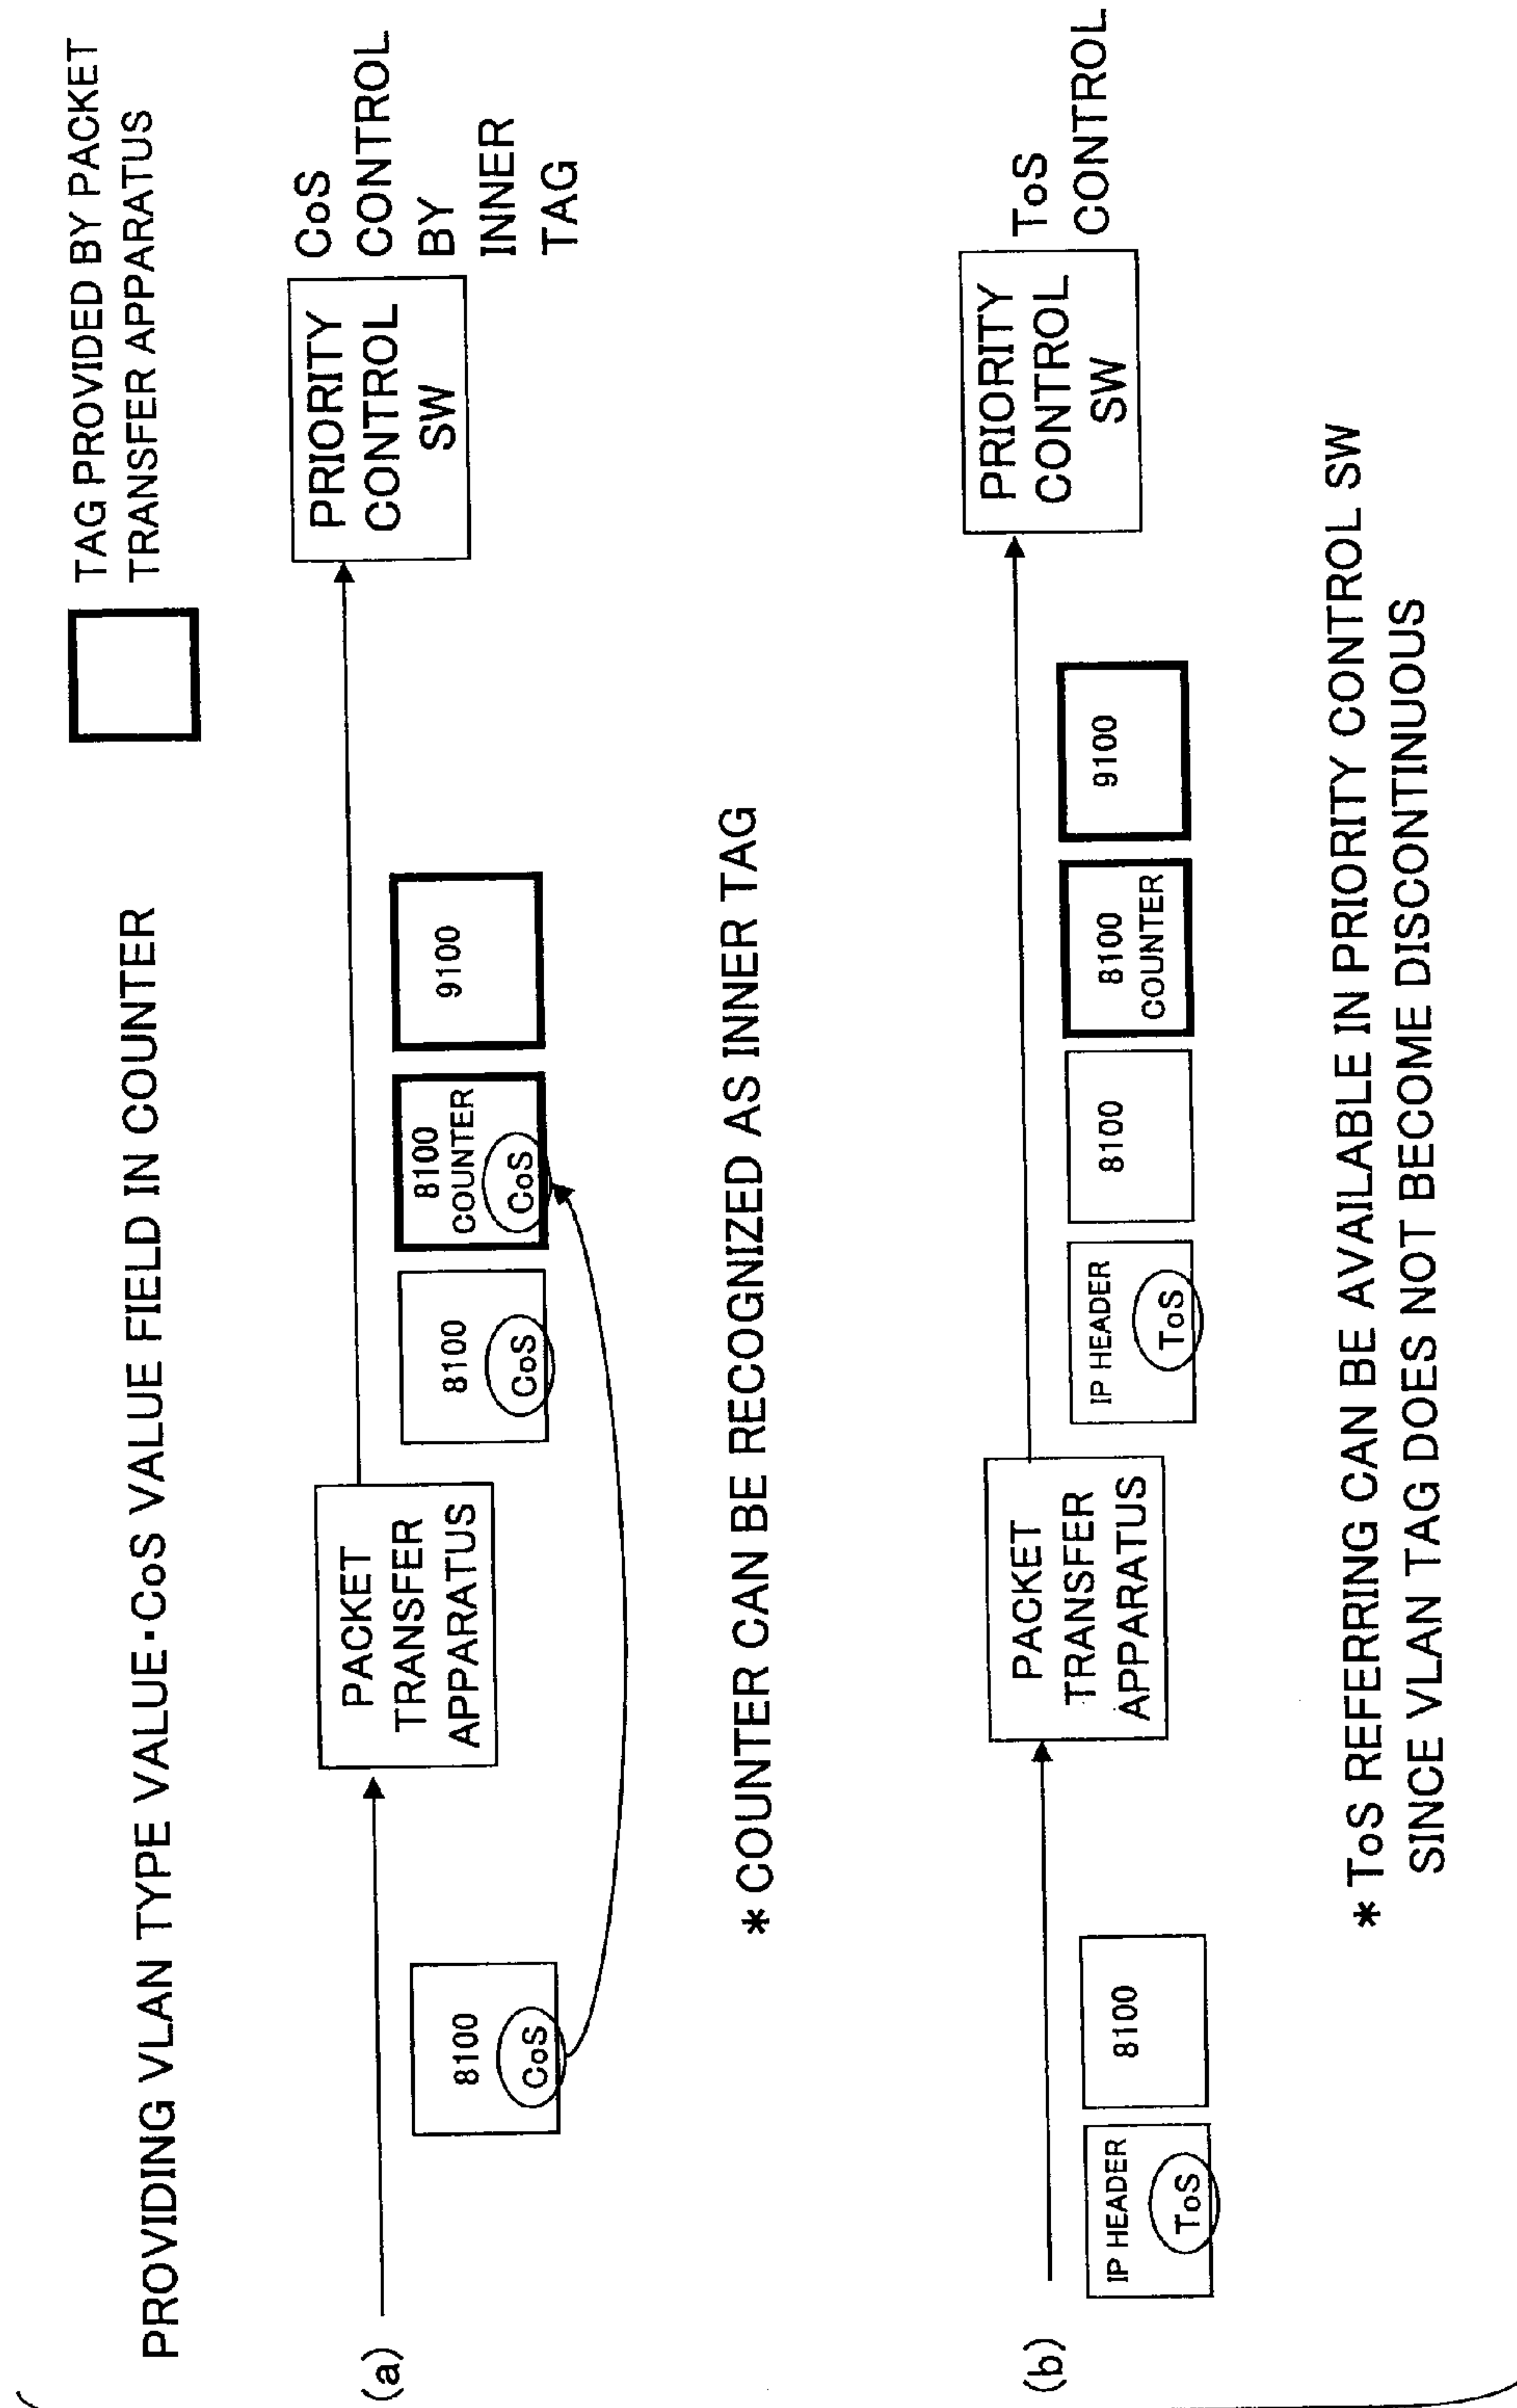 TAG PROVIDED BY PACKET
TRANSFER APPARATUS
PROVIDING VLAN TYPE VALUE·CoS VALUE FIELD IN COUNTER
(a)
8100
CoS
PACKET
TRANSFER
APPARATUS
8100
CoS
8100
COUNTER
CoS
9100
PRIORITY
CONTROL
SW
CoS
CONTROL
BY
INNER
TAG
* COUNTER CAN BE RECOGNIZED AS INNER TAG
(b)
IP HEADER
ToS
8100
PACKET
TRANSFER
APPARATUS
IP HEADER
ToS
8100
8100
COUNTER
9100
PRIORITY
CONTROL
SW
ToS
CONTROL
* ToS REFERRING CAN BE AVAILABLE IN PRIORITY CONTROL SW
SINCE VLAN TAG DOES NOT BECOME DISCONTINUOUS